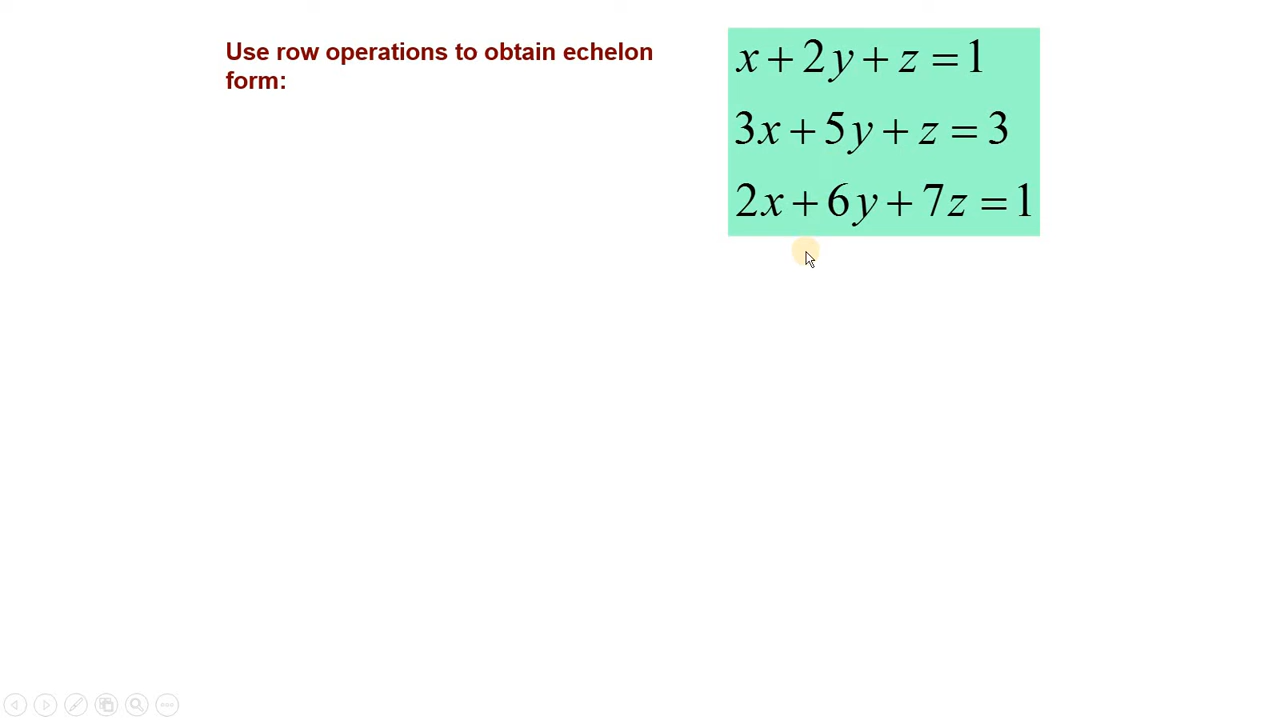 Use row operations to obtain echelon
form:
x + 2y + z = 1
3x + 5y + z = 3
2x + 6y + 7z = 1